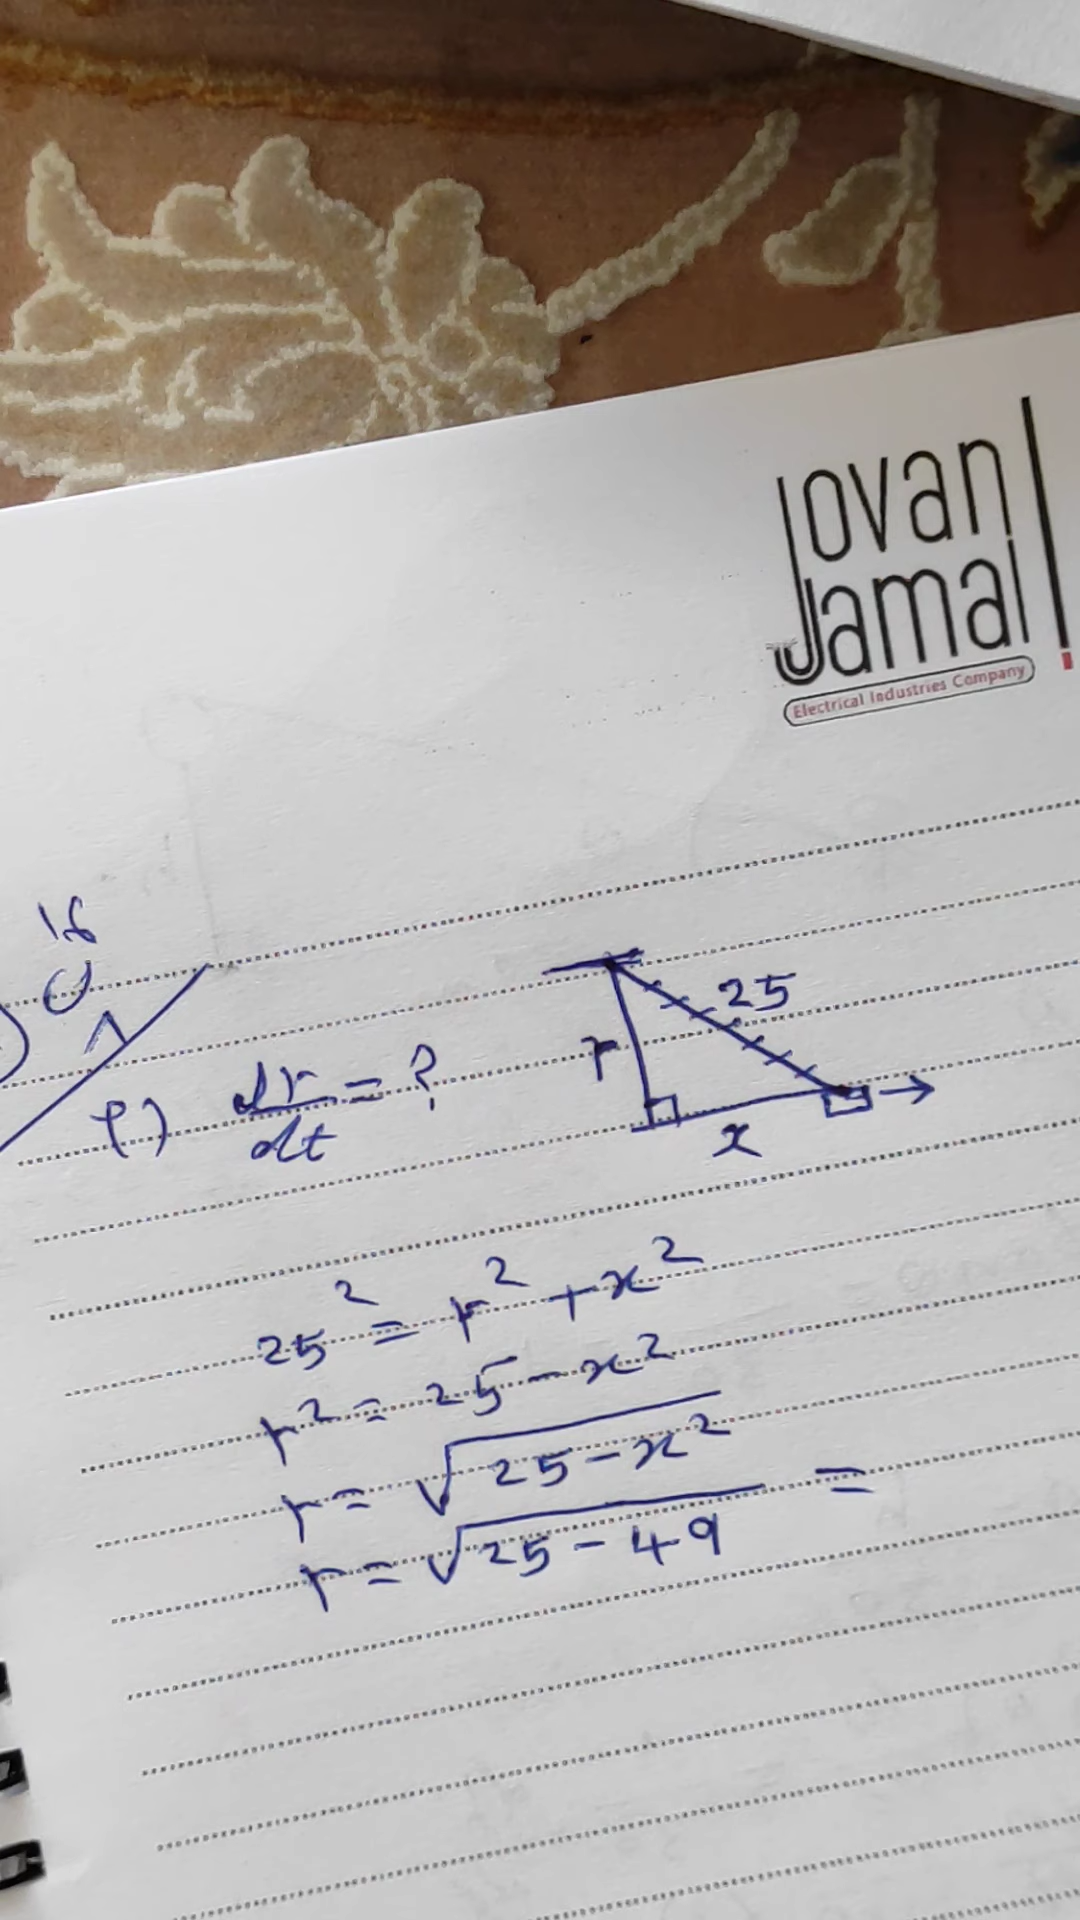 Jovan
Jamal
Electrical Industries Company
16
25
r
x
dr/dt = ?
25² = r² + x²
r² = 25 - x²
r = √25 - x²
r = √25 - 49 =